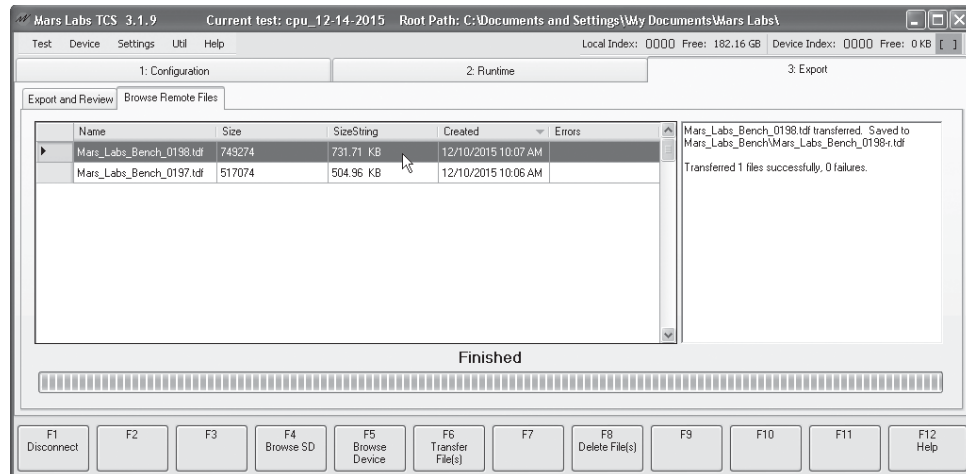 Mars Labs TCS 3.1.9 Current test: cpu_12-14-2015 Root Path: C:\Documents and Settings\My Documents\Mars Labs\
Test Device Settings Util Help Local Index: 0000 Free: 182.16 GB Device Index: 0000 Free: 0 KB [ ]
1: Configuration 2: Runtime 3: Export
Export and Review Browse Remote Files
Name Size SizeString Created Errors
Mars_Labs_Bench_0198.tdf 749274 731.71 KB 12/10/2015 10:07 AM
Mars_Labs_Bench_0197.tdf 517074 504.96 KB 12/10/2015 10:06 AM
Mars_Labs_Bench_0198.tdf transferred. Saved to
Mars_Labs_Bench\Mars_Labs_Bench_0198-r.tdf
Transferred 1 files successfully, 0 failures.
Finished
F1 Disconnect
F2
F3
F4 Browse SD
F5 Browse Device
F6 Transfer File(s)
F7
F8 Delete File(s)
F9
F10
F11
F12 Help